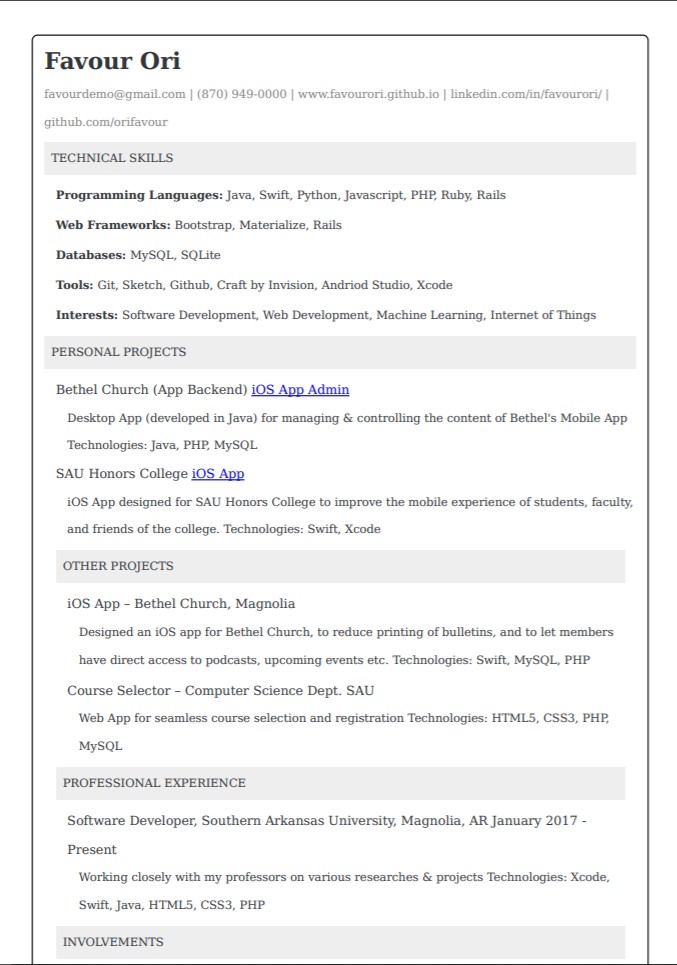 Favour Ori
favourdemo@gmail.com | (870) 949-0000 | www.favourori.github.io | linkedin.com/in/favourori/ |
github.com/orifavour
TECHNICAL SKILLS
Programming Languages: Java, Swift, Python, Javascript, PHP, Ruby, Rails
Web Frameworks: Bootstrap, Materialize, Rails
Databases: MySQL, SQLite
Tools: Git, Sketch, Github, Craft by Invision, Andriod Studio, Xcode
Interests: Software Development, Web Development, Machine Learning, Internet of Things
PERSONAL PROJECTS
Bethel Church (App Backend) iOS App Admin
Desktop App (developed in Java) for managing & controlling the content of Bethel's Mobile App
Technologies: Java, PHP, MySQL
SAU Honors College iOS App
iOS App designed for SAU Honors College to improve the mobile experience of students, faculty,
and friends of the college. Technologies: Swift, Xcode
OTHER PROJECTS
iOS App – Bethel Church, Magnolia
Designed an iOS app for Bethel Church, to reduce printing of bulletins, and to let members
have direct access to podcasts, upcoming events etc. Technologies: Swift, MySQL, PHP
Course Selector – Computer Science Dept. SAU
Web App for seamless course selection and registration Technologies: HTML5, CSS3, PHP,
MySQL
PROFESSIONAL EXPERIENCE
Software Developer, Southern Arkansas University, Magnolia, AR January 2017 -
Present
Working closely with my professors on various researches & projects Technologies: Xcode,
Swift, Java, HTML5, CSS3, PHP
INVOLVEMENTS